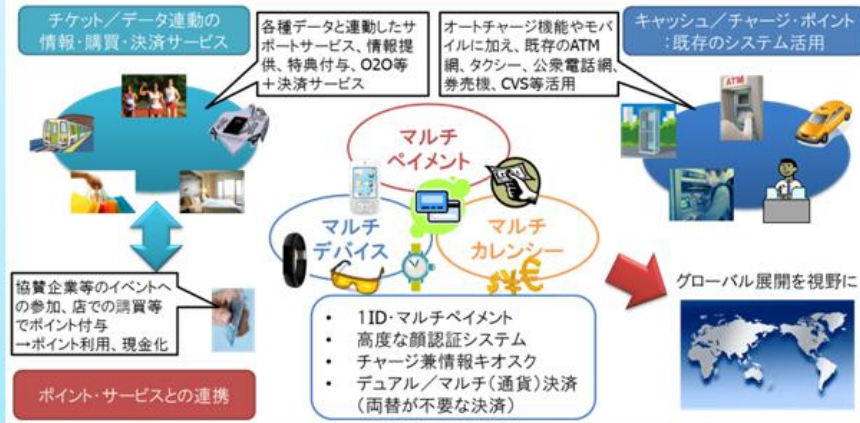 チケット／データ連動の
情報・購買・決済サービス
各種データと連動したサ
ポートサービス、情報提
供、特典付与、O2O等
＋決済サービス
オートチャージ機能やモバ
イルに加え、既存のATM
網、タクシー、公衆電話網、
券売機、CVS等活用
キャッシュ／チャージ・ポイント
：既存のシステム活用
ATM
マルチ
ペイメント
マルチ
デバイス
マルチ
カレンシー
$¥€
協賛企業等のイベントへ
の参加、店での購買等
でポイント付与
→ポイント利用、現金化
ポイント・サービスとの連携
• 1ID・マルチペイメント
• 高度な顔認証システム
• チャージ兼情報キオスク
• デュアル／マルチ（通貨）決済
（両替が不要な決済）
グローバル展開を視野に